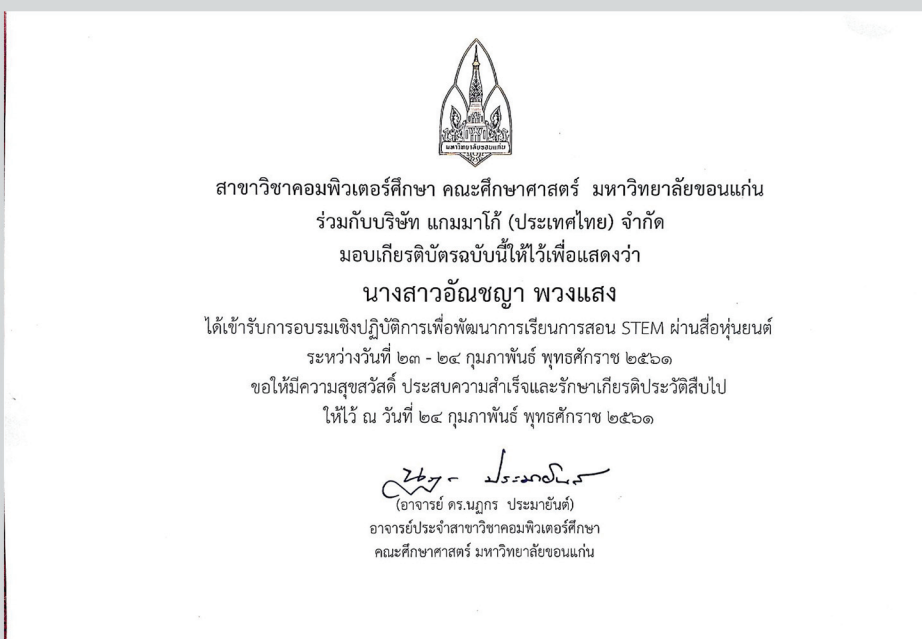 มหาวิทยาลัยขอนแก่น
สาขาวิชาคอมพิวเตอร์ศึกษา คณะศึกษาศาสตร์ มหาวิทยาลัยขอนแก่น
ร่วมกับบริษัท แกมมาโก้ (ประเทศไทย) จำกัด
มอบเกียรติบัตรฉบับนี้ให้ไว้เพื่อแสดงว่า
นางสาวอัณชญา พวงแสง
ได้เข้ารับการอบรมเชิงปฏิบัติการเพื่อพัฒนาการเรียนการสอน STEM ผ่านสื่อหุ่นยนต์
ระหว่างวันที่ ๒๓ - ๒๔ กุมภาพันธ์ พุทธศักราช ๒๕๖๑
ขอให้มีความสุขสวัสดิ์ ประสบความสำเร็จและรักษาเกียรติประวัติสืบไป
ให้ไว้ ณ วันที่ ๒๔ กุมภาพันธ์ พุทธศักราช ๒๕๖๑
(อาจารย์ ดร.นฏกร ประมายันต์)
อาจารย์ประจำสาขาวิชาคอมพิวเตอร์ศึกษา
คณะศึกษาศาสตร์ มหาวิทยาลัยขอนแก่น